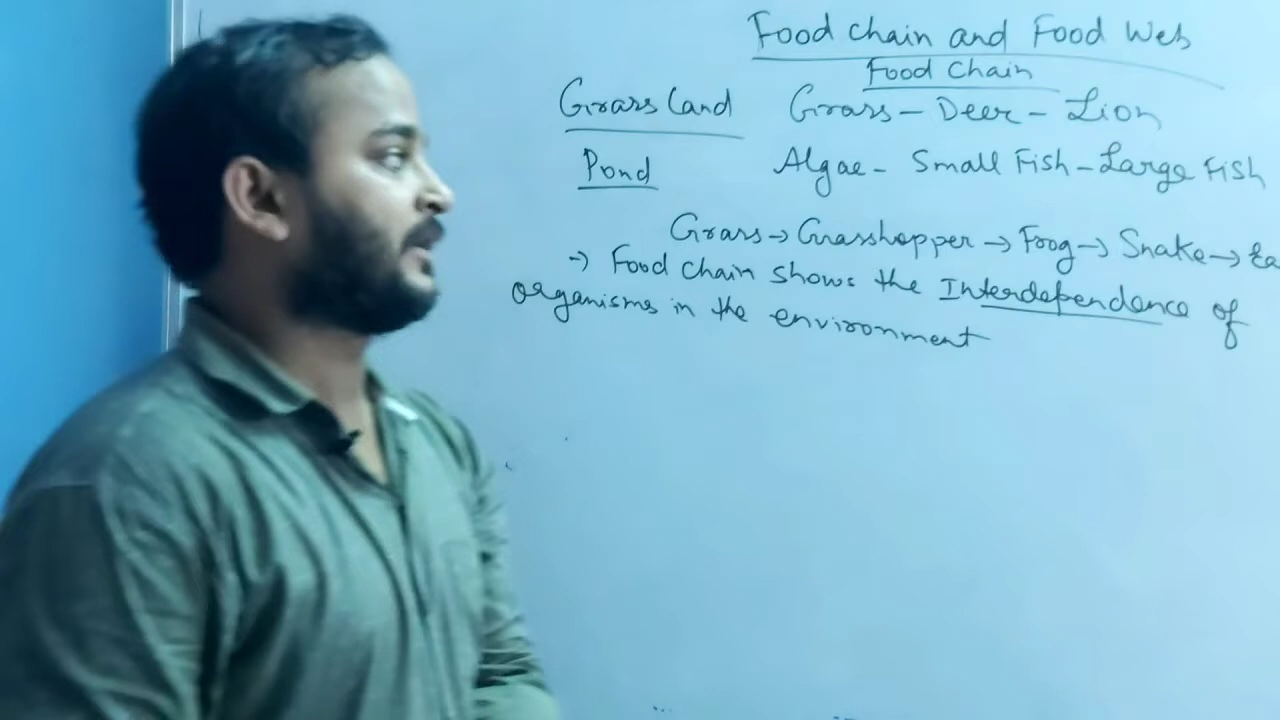 Food chain and Food Web
Food Chain
Grass land Grass - Deer - Lion
Pond Algae - Small Fish - Large Fish
Grass → Grasshopper → Frog → Snake → Ea
→ Food chain shows the Interdependence of
organisms in the environment